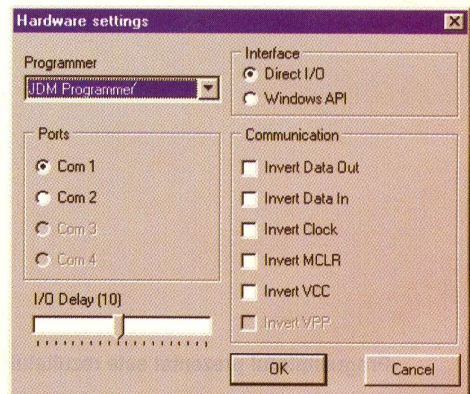 Hardware settings
Programmer
JDM Programmer
Ports
Com 1
Com 2
Com 3
Com 4
I/O Delay (10)
Interface
Direct I/O
Windows API
Communication
Invert Data Out
Invert Data In
Invert Clock
Invert MCLR
Invert VCC
Invert VPP
OK
Cancel